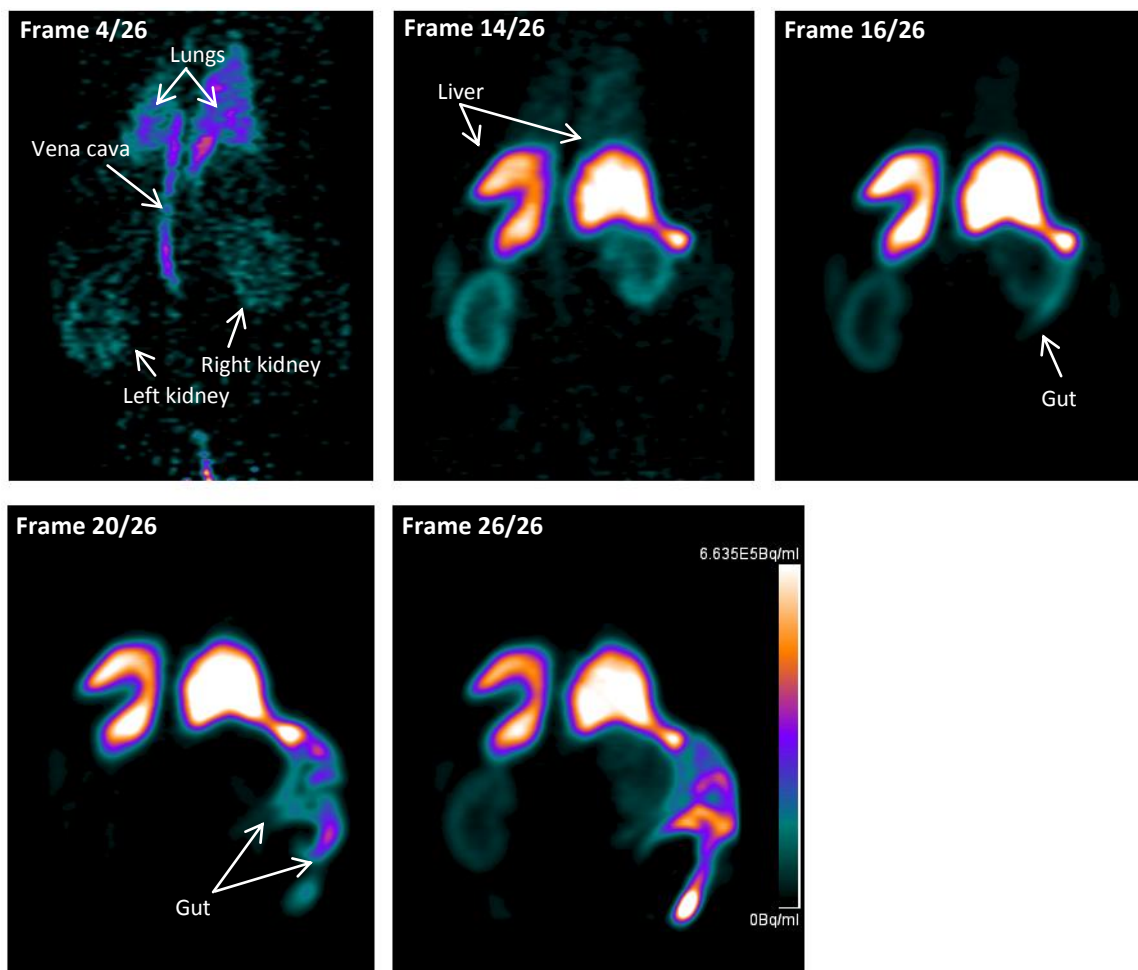 Frame 4/26
Lungs
Vena cava
Right kidney
Left kidney
Frame 14/26
Liver
Frame 16/26
Gut
Frame 20/26
Gut
Frame 26/26
6.635E5Bq/ml
0Bq/ml